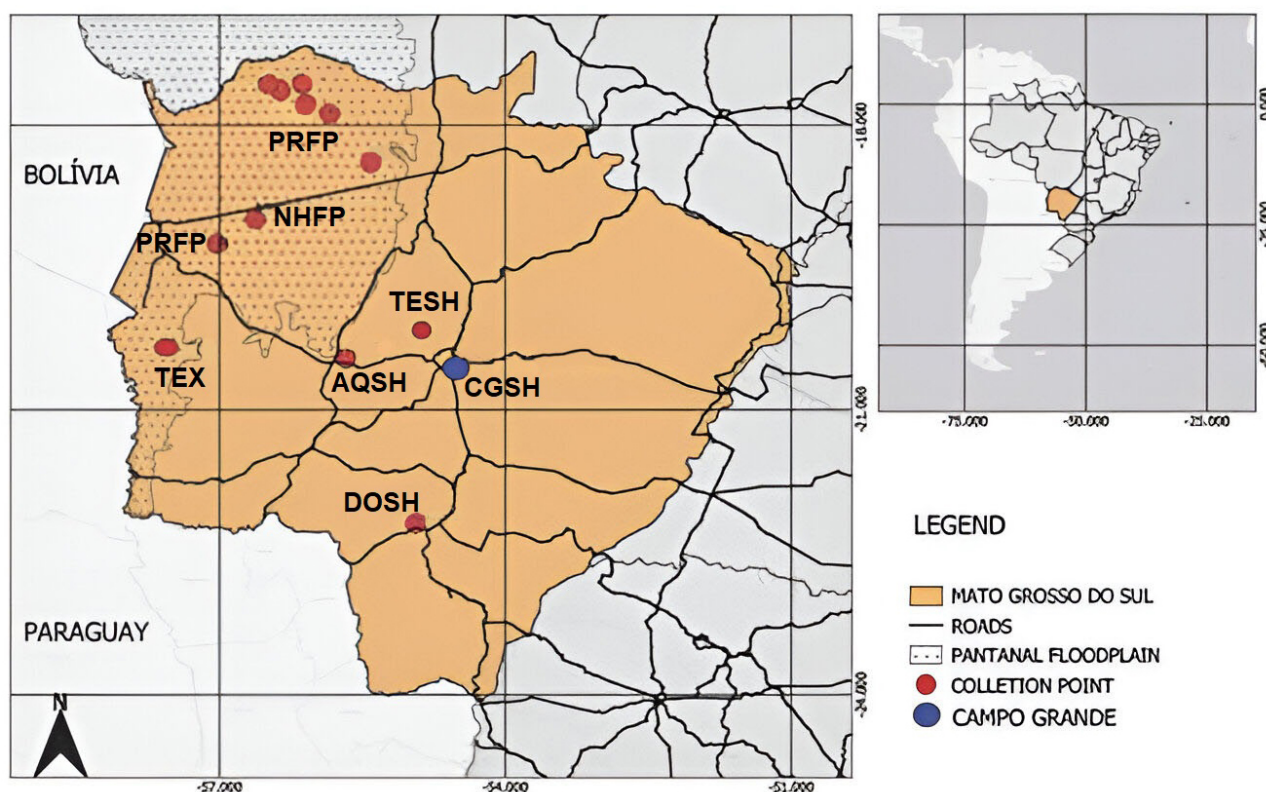 BOLÍVIA
PRFP
NHFP
PRFP
TESH
TEX
AQSH
CGSH
DOSH
PARAGUAY
N
-57.000
-54.000
-51.000
-18.000
-21.000
-24.000
-75.000
-50.000
-25.000
LEGEND
MATO GROSSO DO SUL
ROADS
PANTANAL FLOODPLAIN
COLLETION POINT
CAMPO GRANDE